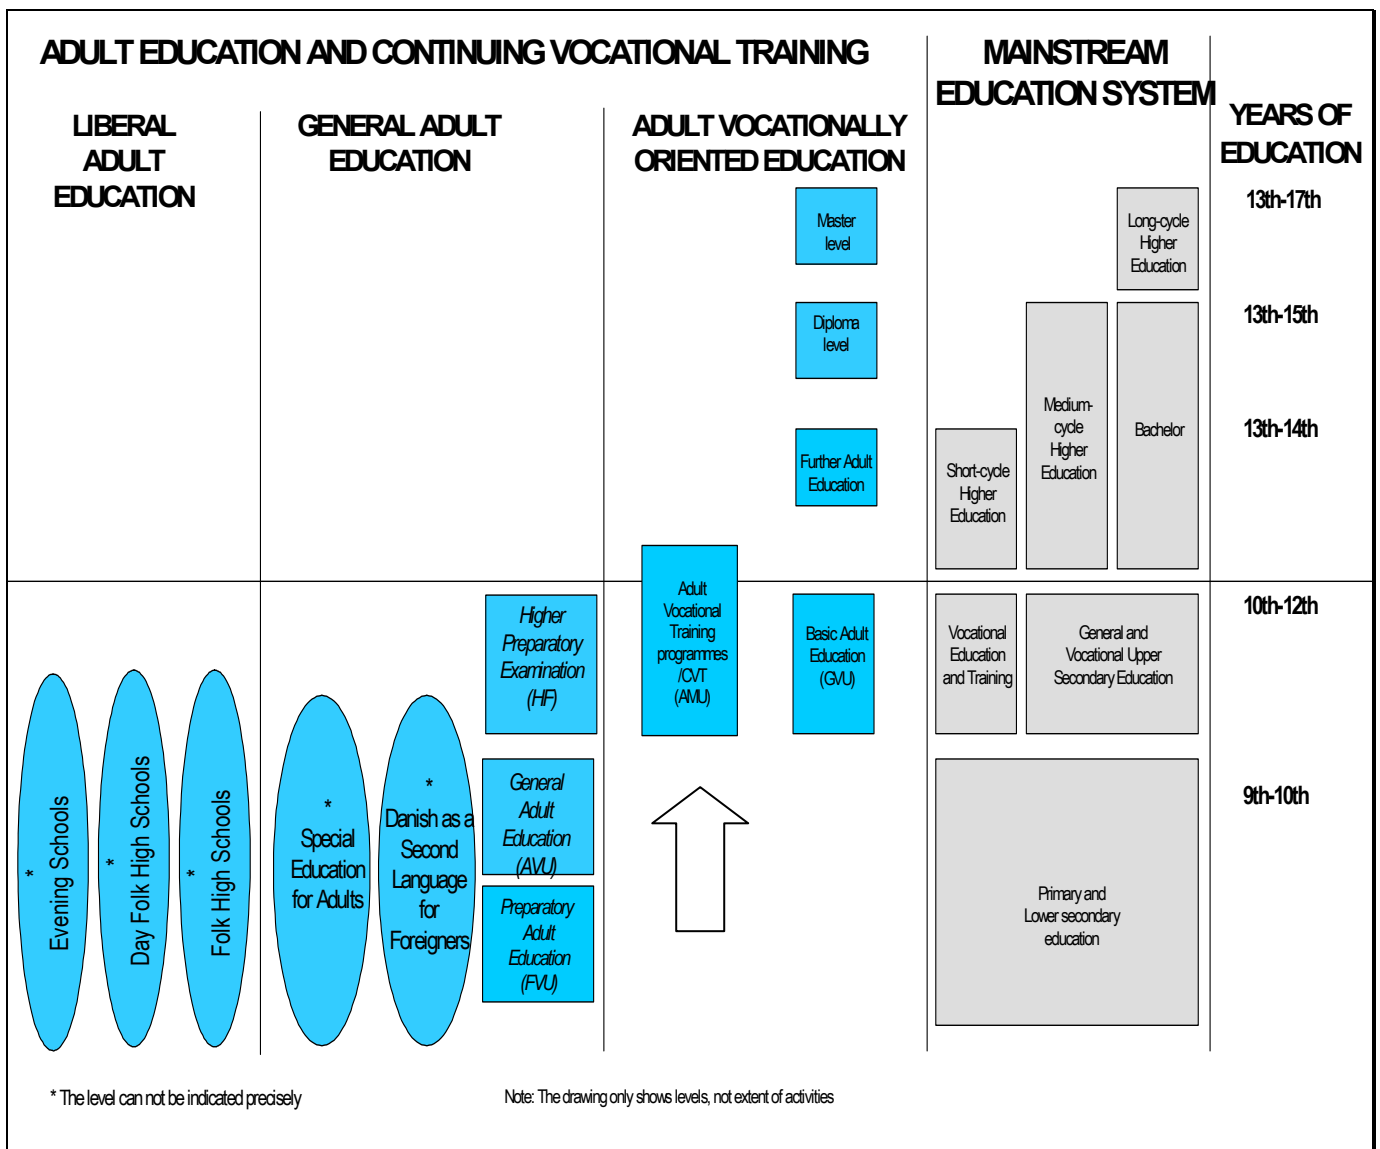 ADULT EDUCATION AND CONTINUING VOCATIONAL TRAINING
MAINSTREAM
EDUCATION SYSTEM
YEARS OF
EDUCATION
LIBERAL
ADULT
EDUCATION
GENERAL ADULT
EDUCATION
ADULT VOCATIONALLY
ORIENTED EDUCATION
Master
level
Long-cycle
Higher
Education
13th-17th
Diploma
level
13th-15th
Medium-
cycle
Higher
Education
Bachelor
13th-14th
Further Adult
Education
Short-cycle
Higher
Education
Higher
Preparatory
Examination
(HF)
Adult
Vocational
Training
programmes
/CVT
(AMU)
Basic Adult
Education
(GVU)
Vocational
Education
and Training
General and
Vocational Upper
Secondary Education
10th-12th
* Evening Schools
* Day Folk High Schools
* Folk High Schools
*
Special
Education
for Adults
*
Danish as a
Second
Language
for
Foreigners
General
Adult
Education
(AVU)
Preparatory
Adult
Education
(FVU)
Primary and
Lower secondary
education
9th-10th
* The level can not be indicated precisely
Note: The drawing only shows levels, not extent of activities